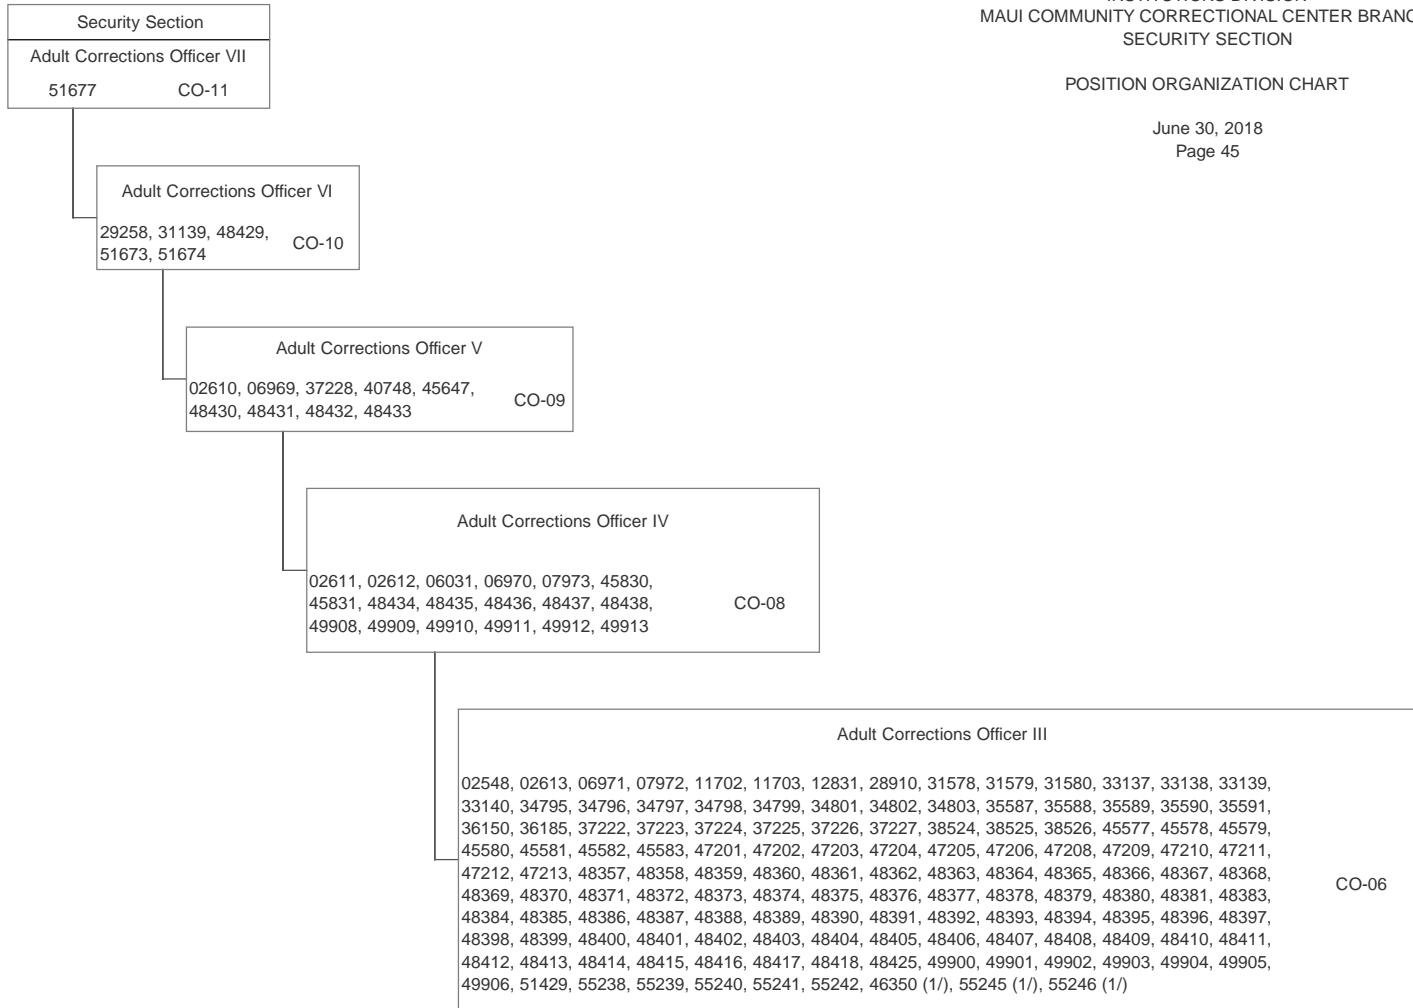 INSTITUTIONS DIVISION
MAUI COMMUNITY CORRECTIONAL CENTER
SECURITY SECTION
POSITION ORGANIZATION CHART
June 30, 2018
Page 45
Security Section
Adult Corrections Officer VII
51677 CO-11
Adult Corrections Officer VI
29258, 31139, 48429,
51673, 51674
CO-10
Adult Corrections Officer V
02610, 06969, 37228, 40748, 45647,
48430, 48431, 48432, 48433
CO-09
Adult Corrections Officer IV
02611, 02612, 06031, 06970, 07973, 45830,
45831, 48434, 48435, 48436, 48437, 48438,
49908, 49909, 49910, 49911, 49912, 49913
CO-08
Adult Corrections Officer III
02548, 02613, 06971, 07972, 11702, 11703, 12831, 28910, 31578, 31579, 31580, 33137, 33138, 33139,
33140, 34795, 34796, 34797, 34798, 34799, 34801, 34802, 34803, 35587, 35588, 35589, 35590, 35591,
36150, 36185, 37222, 37223, 37224, 37225, 37226, 37227, 38524, 38525, 38526, 45577, 45578, 45579,
45580, 45581, 45582, 45583, 47201, 47202, 47203, 47204, 47205, 47206, 47208, 47209, 47210, 47211,
47212, 47213, 48357, 48358, 48359, 48360, 48361, 48362, 48363, 48364, 48365, 48366, 48367, 48368,
48369, 48370, 48371, 48372, 48373, 48374, 48375, 48376, 48377, 48378, 48379, 48380, 48381, 48383,
48384, 48385, 48386, 48387, 48388, 48389, 48390, 48391, 48392, 48393, 48394, 48395, 48396, 48397,
48398, 48399, 48400, 48401, 48402, 48403, 48404, 48405, 48406, 48407, 48408, 48409, 48410, 48411,
48412, 48413, 48414, 48415, 48416, 48417, 48418, 48425, 49900, 49901, 49902, 49903, 49904, 49905,
49906, 51429, 55238, 55239, 55240, 55241, 55242, 46350 (1/), 55245 (1/), 55246 (1/)
CO-06